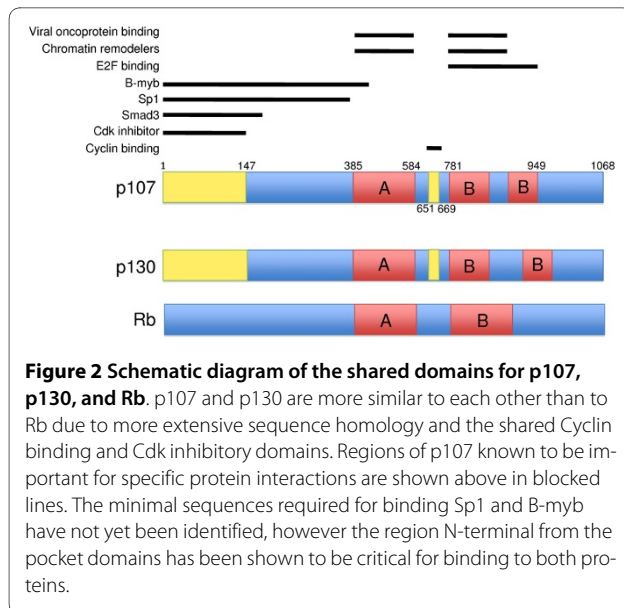 Viral oncoprotein binding
Chromatin remodelers
E2F binding
B-myb
Sp1
Smad3
Cdk inhibitor
Cyclin binding
1 147 385 584 781 949 1068
p107 A B B
651 669
p130 A B B
Rb A B
Figure 2 Schematic diagram of the shared domains for p107,
p130, and Rb. p107 and p130 are more similar to each other than to
Rb due to more extensive sequence homology and the shared Cyclin
binding and Cdk inhibitory domains. Regions of p107 known to be im-
portant for specific protein interactions are shown above in blocked
lines. The minimal sequences required for binding Sp1 and B-myb
have not yet been identified, however the region N-terminal from the
pocket domains has been shown to be critical for binding to both pro-
teins.